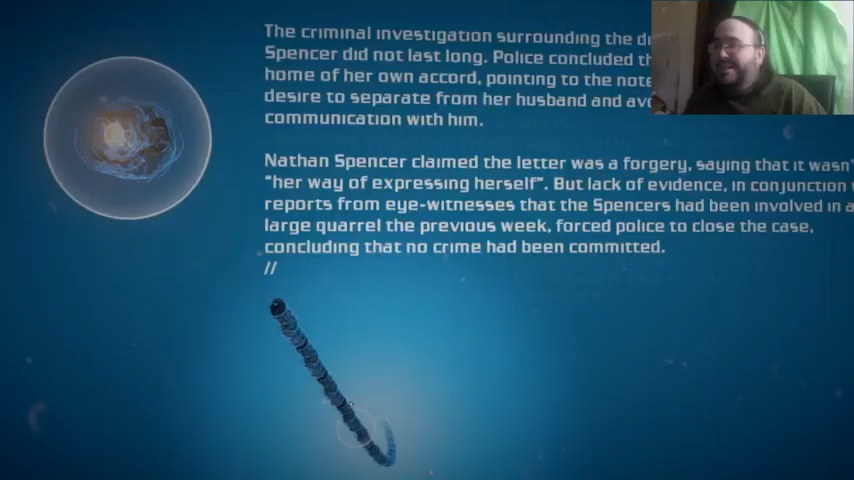 The criminal investigation surrounding the
Spencer did not last long. Police concluded
home of her own accord, pointing to the note
desire to separate from her husband and
communication with him.
Nathan Spencer claimed the letter was a forgery, saying that it wasn'
"her way of expressing herself". But lack of evidence, in conjunction
reports from eye-witnesses that the Spencers had been involved in a
large quarrel the previous week, forced police to close the case,
concluding that no crime had been committed.
//